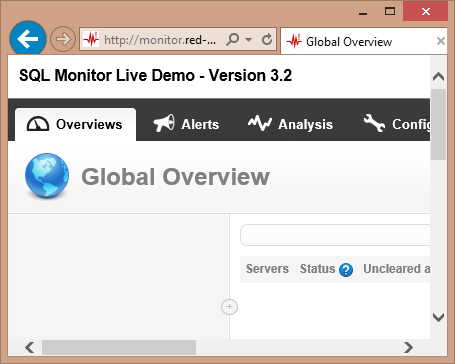 http://monitor.red-...
Global Overview
SQL Monitor Live Demo - Version 3.2
Overviews Alerts Analysis Config
Global Overview
Servers Status ? Uncleared a